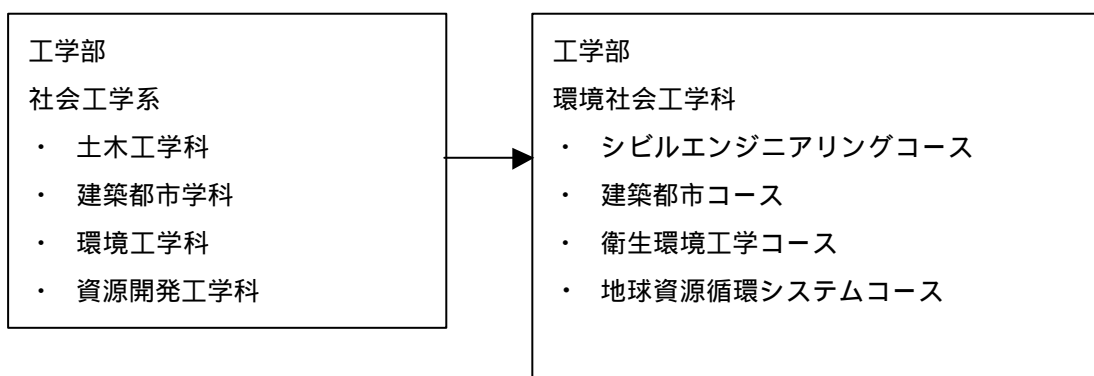 工学部
社会工学系
・ 土木工学科
・ 建築都市学科
・ 環境工学科
・ 資源開発工学科
工学部
環境社会工学科
・ シビルエンジニアリングコース
・ 建築都市コース
・ 衛生環境工学コース
・ 地球資源循環システムコース